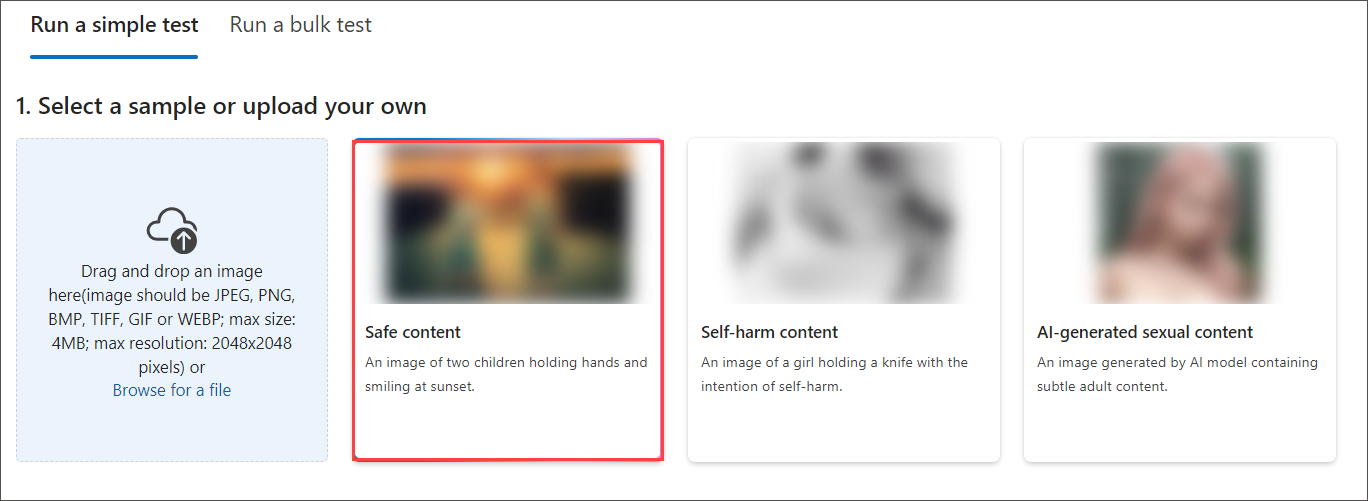 Run a simple test Run a bulk test
1. Select a sample or upload your own
Drag and drop an image
here(image should be JPEG, PNG,
BMP, TIFF, GIF or WEBP; max size:
4MB; max resolution: 2048x2048
pixels) or
Browse for a file
Safe content
An image of two children holding hands and
smiling at sunset.
Self-harm content
An image of a girl holding a knife with the
intention of self-harm.
AI-generated sexual content
An image generated by AI model containing
subtle adult content.